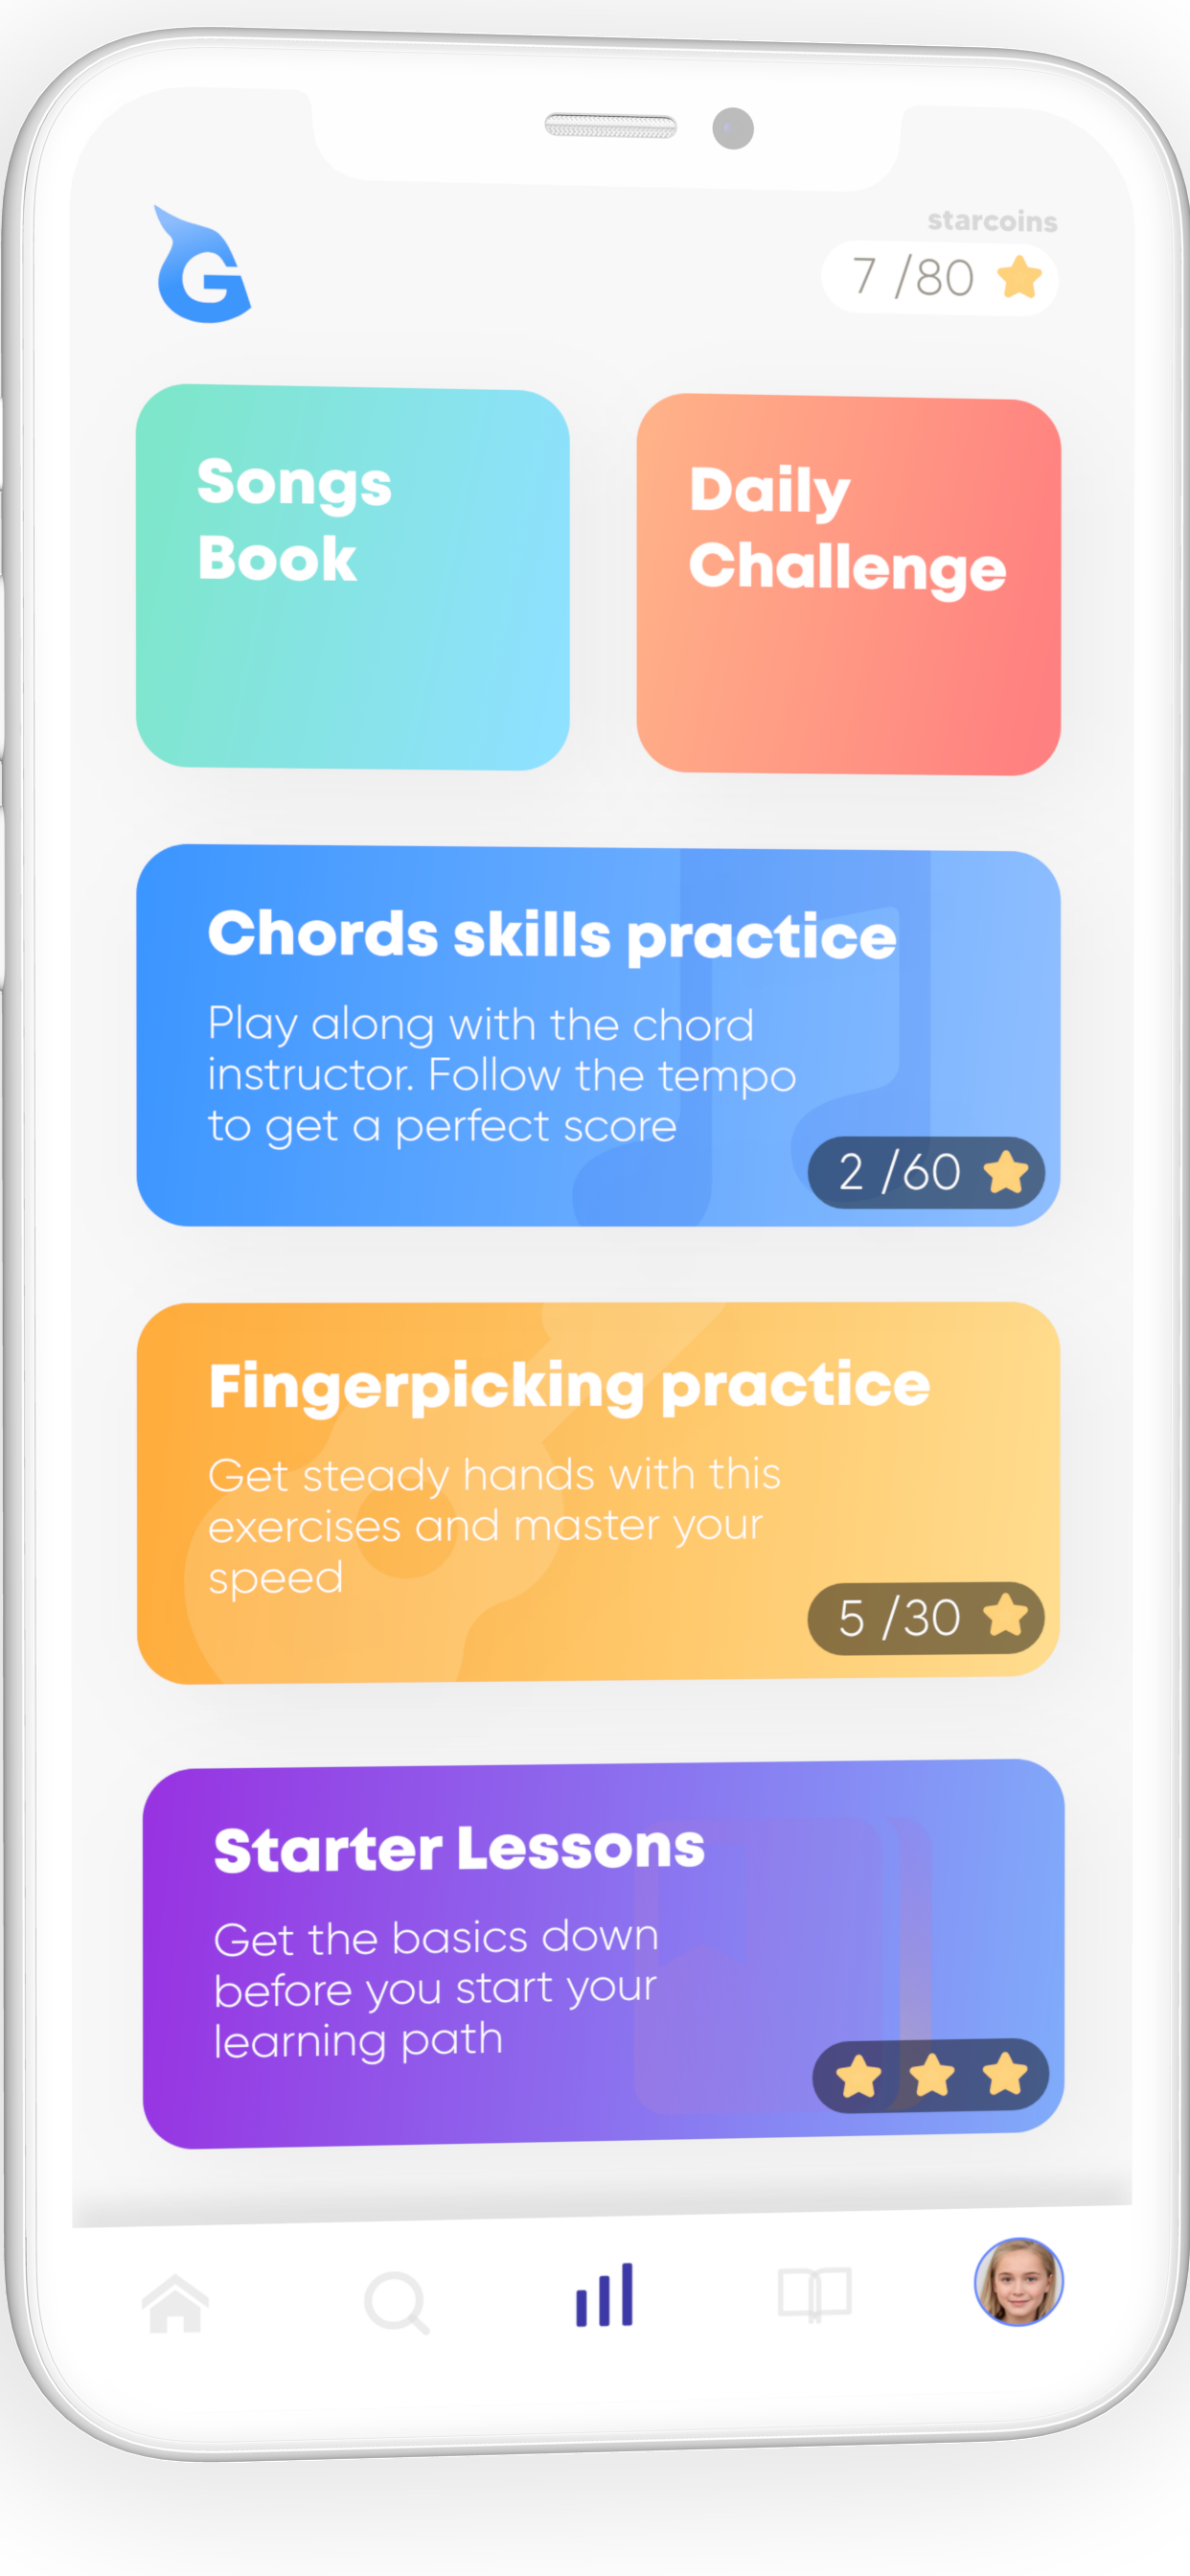 G
starcoins
7 /80
Songs
Book
Daily
Challenge
Chords skills practice
Play along with the chord
instructor. Follow the tempo
to get a perfect score
2 /60
Fingerpicking practice
Get steady hands with this
exercises and master your
speed
5 /30
Starter Lessons
Get the basics down
before you start your
learning path